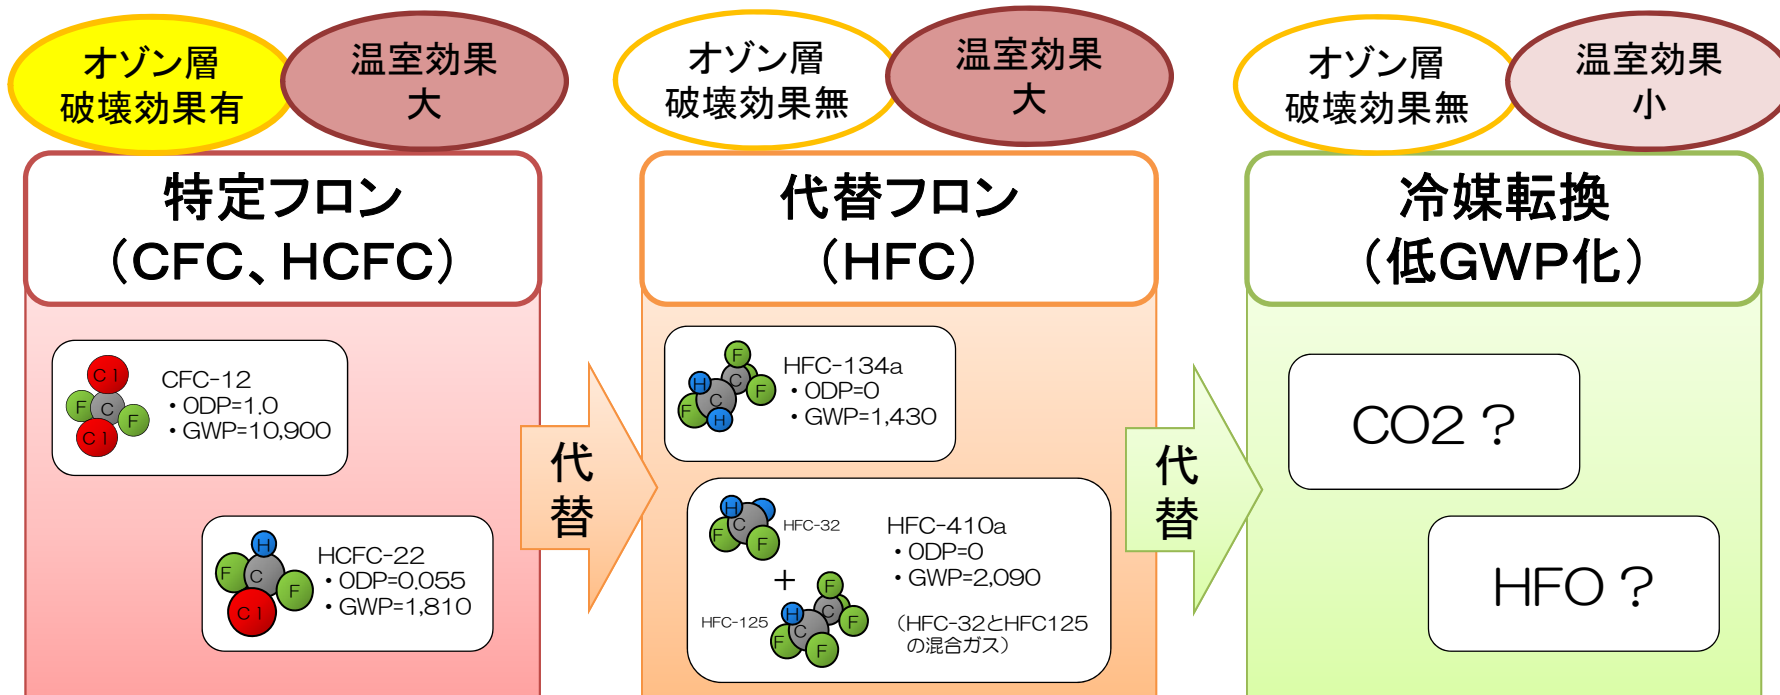 オゾン層
破壊効果有
温室効果
大
特定フロン
（CFC、HCFC）
Cl
F
C
F
Cl
CFC-12
・ODP=1.0
・GWP=10,900
H
F
C
F
Cl
HCFC-22
・ODP=0.055
・GWP=1,810
代
替
オゾン層
破壊効果無
温室効果
大
代替フロン
（HFC）
F
H
C
F
C
F
H
HFC-134a
・ODP=0
・GWP=1,430
H
C
F
F
HFC-32
+
HFC-125
F
H
C
F
C
F
F
HFC-410a
・ODP=0
・GWP=2,090
（HFC-32とHFC125
の混合ガス）
代
替
オゾン層
破壊効果無
温室効果
小
冷媒転換
（低GWP化）
CO2？
HFO？